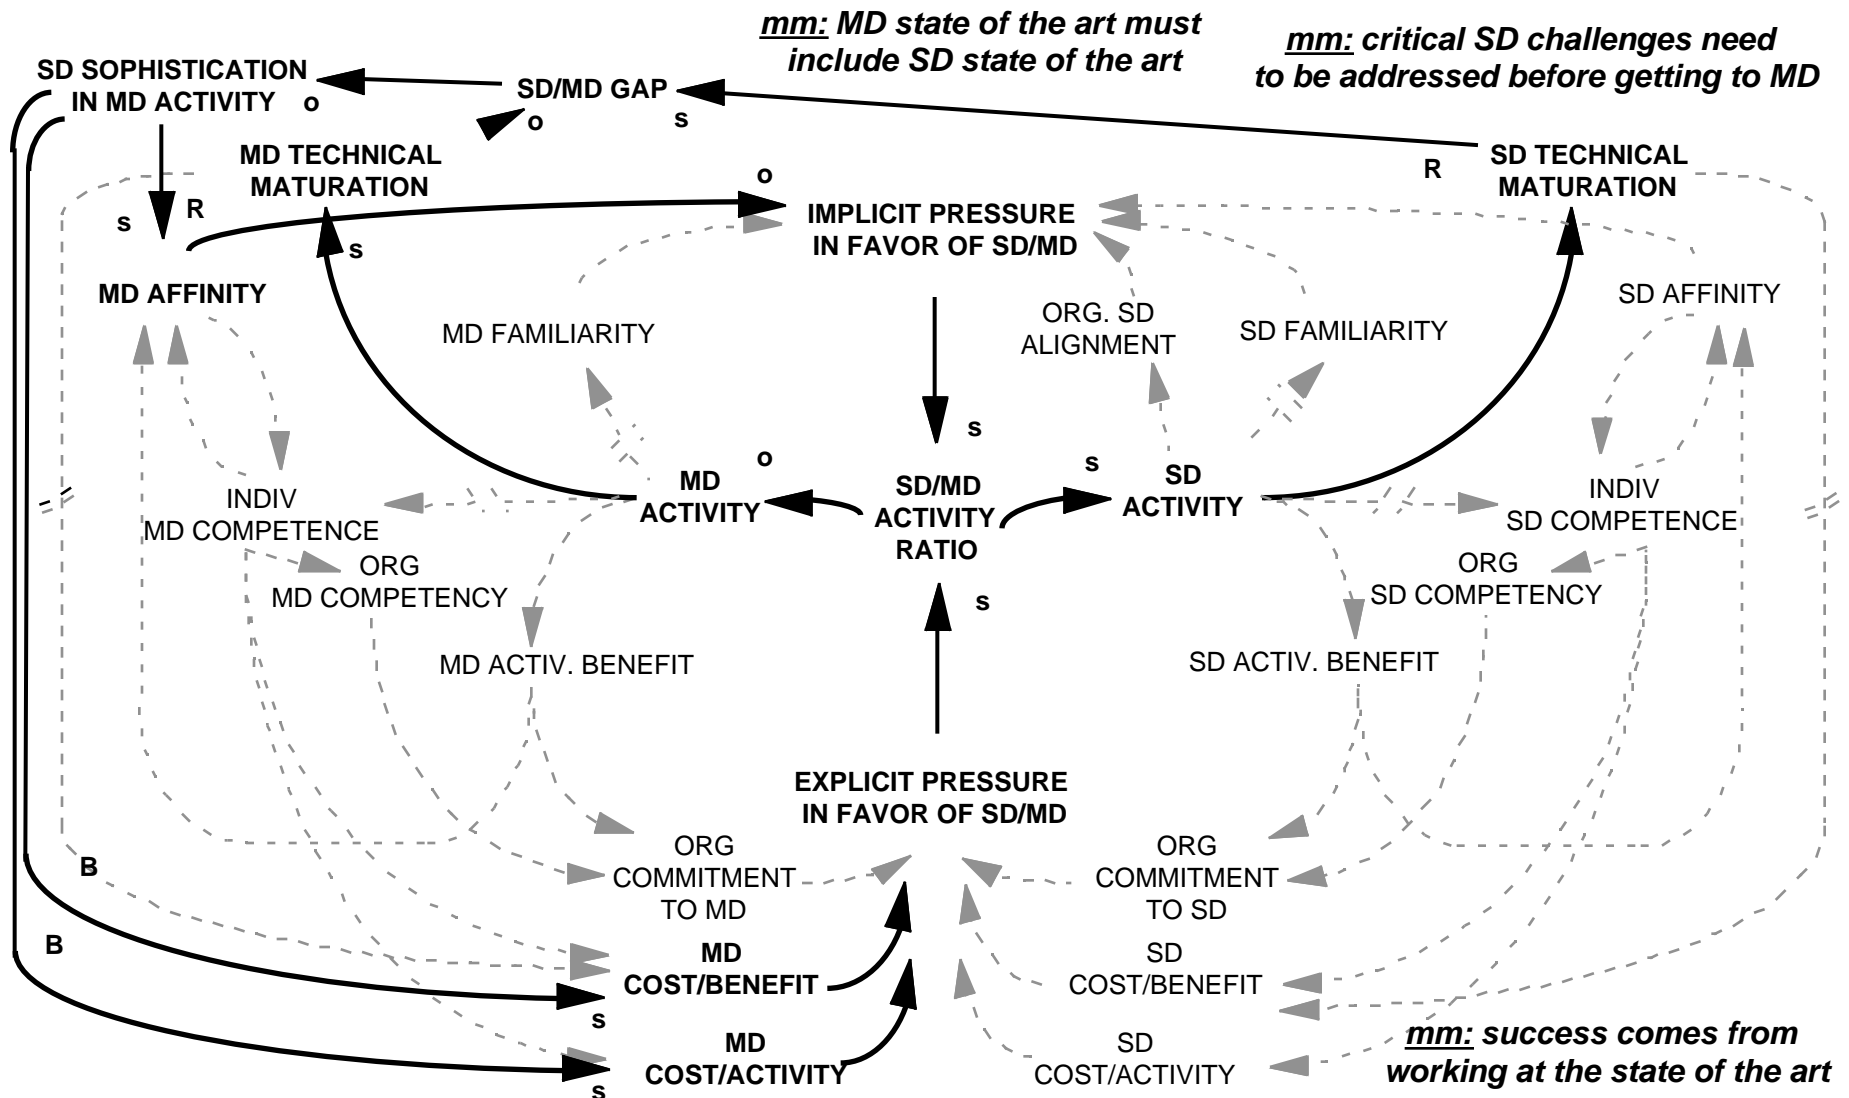 mm: MD state of the art must
include SD state of the art
mm: critical SD challenges need
to be addressed before getting to MD
SD SOPHISTICATION
IN MD ACTIVITY
o
SD/MD GAP
o
s
MD TECHNICAL
MATURATION
s
R
s
o
R
SD TECHNICAL
MATURATION
IMPLICIT PRESSURE
IN FAVOR OF SD/MD
MD AFFINITY
SD AFFINITY
MD FAMILIARITY
ORG. SD
ALIGNMENT
SD FAMILIARITY
s
o
s
MD
ACTIVITY
SD/MD
ACTIVITY
RATIO
SD
ACTIVITY
INDIV
MD COMPETENCE
INDIV
SD COMPETENCE
ORG
MD COMPETENCY
ORG
SD COMPETENCY
s
MD ACTIV. BENEFIT
SD ACTIV. BENEFIT
EXPLICIT PRESSURE
IN FAVOR OF SD/MD
B
ORG
COMMITMENT
TO MD
ORG
COMMITMENT
TO SD
B
MD
COST/BENEFIT
SD
COST/BENEFIT
s
MD
COST/ACTIVITY
s
SD
COST/ACTIVITY
mm: success comes from
working at the state of the art